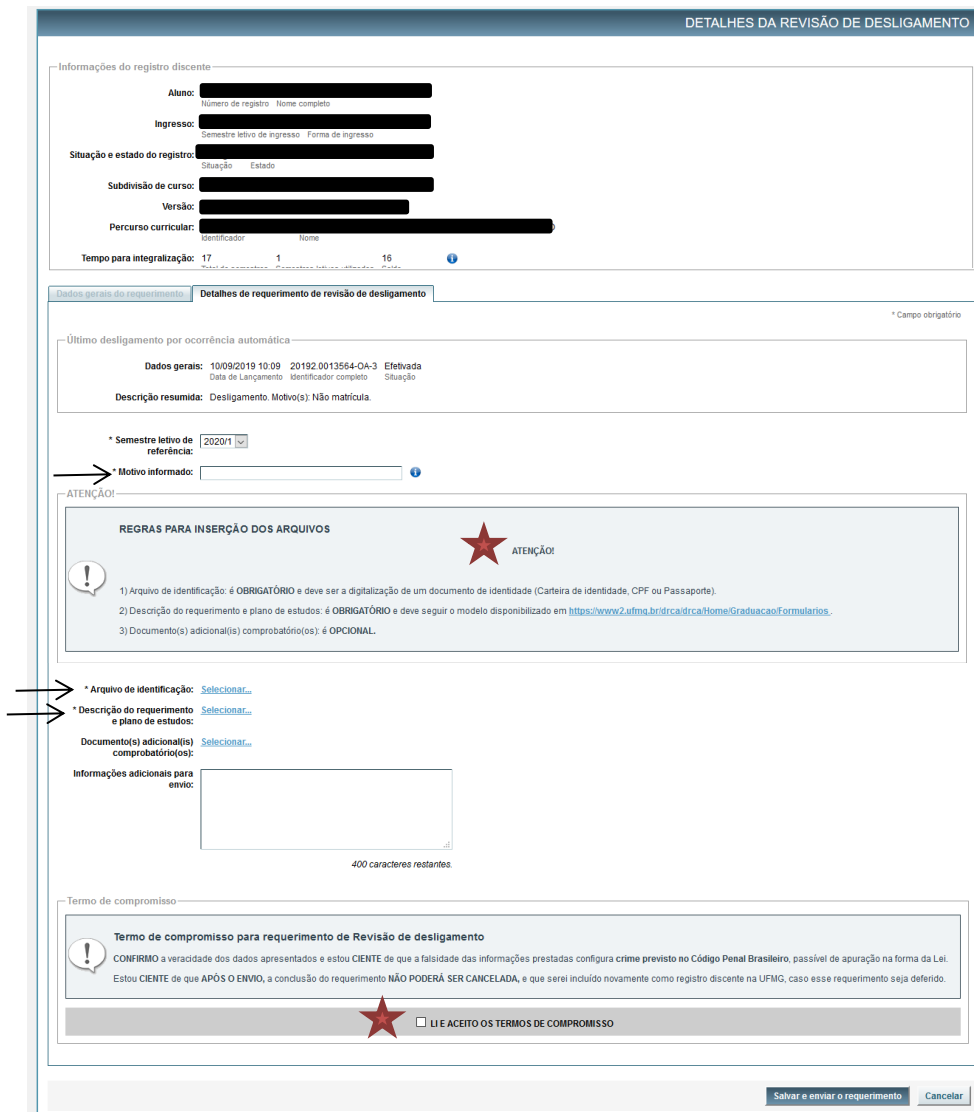 DETALHES DA REVISÃO DE DESLIGAMENTO
Informações do registro discente
Aluno:
Número de registro Nome completo
Ingresso:
Semestre letivo de ingresso Forma de ingresso
Situação e estado do registro:
Situação Estado
Subdivisão de curso:
Versão:
Percurso curricular:
Identificador Nome
Tempo para integralização: 17 1 16
Dados gerais do requerimento Detalhes de requerimento de revisão de desligamento
* Campo obrigatório
Último desligamento por ocorrência automática
Dados gerais: 10/09/2019 10:09 20192.0013564-OA-3 Efetivada
Data de Lançamento Identificador completo Situação
Descrição resumida: Desligamento. Motivo(s): Não matrícula.
* Semestre letivo de 2020/1
referência:
* Motivo informado:
ATENÇÃO!
REGRAS PARA INSERÇÃO DOS ARQUIVOS
ATENÇÃO!
1) Arquivo de identificação: é OBRIGATÓRIO e deve ser a digitalização de um documento de identidade (Carteira de identidade, CPF ou Passaporte).
2) Descrição do requerimento e plano de estudos: é OBRIGATÓRIO e deve seguir o modelo disponibilizado em https://www2.ufmg.br/drca/drca/Home/Graduacao/Formularios .
3) Documento(s) adicional(is) comprobatório(os): é OPCIONAL.
* Arquivo de identificação: Selecionar...
* Descrição do requerimento Selecionar...
e plano de estudos:
Documento(s) adicional(is) Selecionar...
comprobatório(os):
Informações adicionais para
envio:
400 caracteres restantes.
Termo de compromisso
Termo de compromisso para requerimento de Revisão de desligamento
CONFIRMO a veracidade dos dados apresentados e estou CIENTE de que a falsidade das informações prestadas configura crime previsto no Código Penal Brasileiro, passível de apuração na forma da Lei.
Estou CIENTE de que APÓS O ENVIO, a conclusão do requerimento NÃO PODERÁ SER CANCELADA, e que serei incluído novamente como registro discente na UFMG, caso esse requerimento seja deferido.
LI E ACEITO OS TERMOS DE COMPROMISSO
Salvar e enviar o requerimento Cancelar